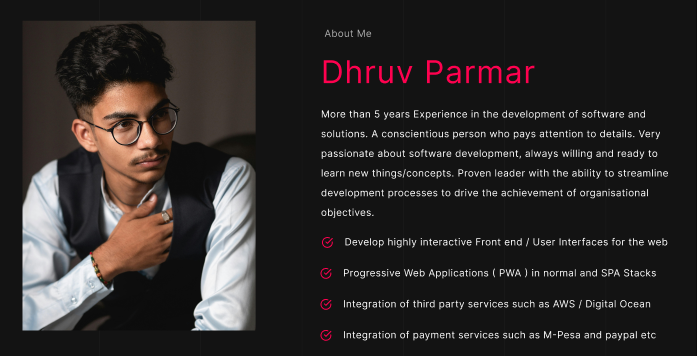 About Me
Dhruv Parmar
More than 5 years Experience in the development of software and
solutions. A conscientious person who pays attention to details. Very
passionate about software development, always willing and ready to
learn new things/concepts. Proven leader with the ability to streamline
development processes to drive the achievement of organisational
objectives.
Develop highly interactive Front end / User Interfaces for the web
Progressive Web Applications ( PWA ) in normal and SPA Stacks
Integration of third party services such as AWS / Digital Ocean
Integration of payment services such as M-Pesa and paypal etc